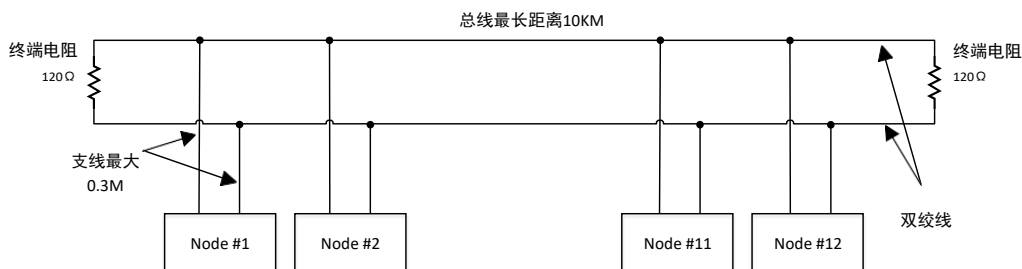 总线最长距离10KM
终端电阻
120Ω
终端电阻
120Ω
支线最大
0.3M
双绞线
Node #1
Node #2
Node #11
Node #12